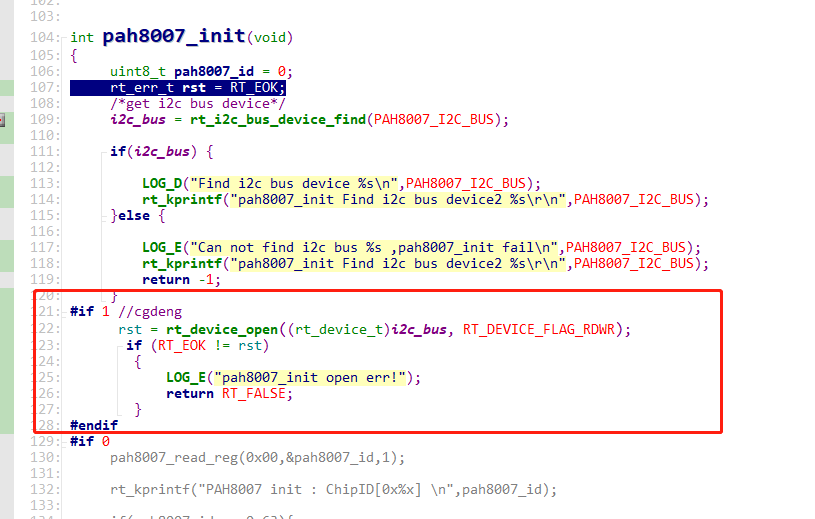 102:
103:
104: int pah8007_init(void)
105: {
106: uint8_t pah8007_id = 0;
107: rt_err_t rst = RT_EOK;
108: /*get i2c bus device*/
109: i2c_bus = rt_i2c_bus_device_find(PAH8007_I2C_BUS);
110:
111: if(i2c_bus) {
112:
113: LOG_D("Find i2c bus device %s\n",PAH8007_I2C_BUS);
114: rt_kprintf("pah8007_init Find i2c bus device2 %s\r\n",PAH8007_I2C_BUS);
115: }else {
116:
117: LOG_E("Can not find i2c bus %s ,pah8007_init fail\n",PAH8007_I2C_BUS);
118: rt_kprintf("pah8007_init Find i2c bus device2 %s\r\n",PAH8007_I2C_BUS);
119: return -1;
120: }
121: #if 1 //cgdeng
122: rst = rt_device_open((rt_device_t)i2c_bus, RT_DEVICE_FLAG_RDWR);
123: if (RT_EOK != rst)
124: {
125: LOG_E("pah8007_init open err!");
126: return RT_FALSE;
127: }
128: #endif
129: #if 0
130: pah8007_read_reg(0x00,&pah8007_id,1);
131:
132: rt_kprintf("PAH8007 init : ChipID[0x%x] \n",pah8007_id);
133: